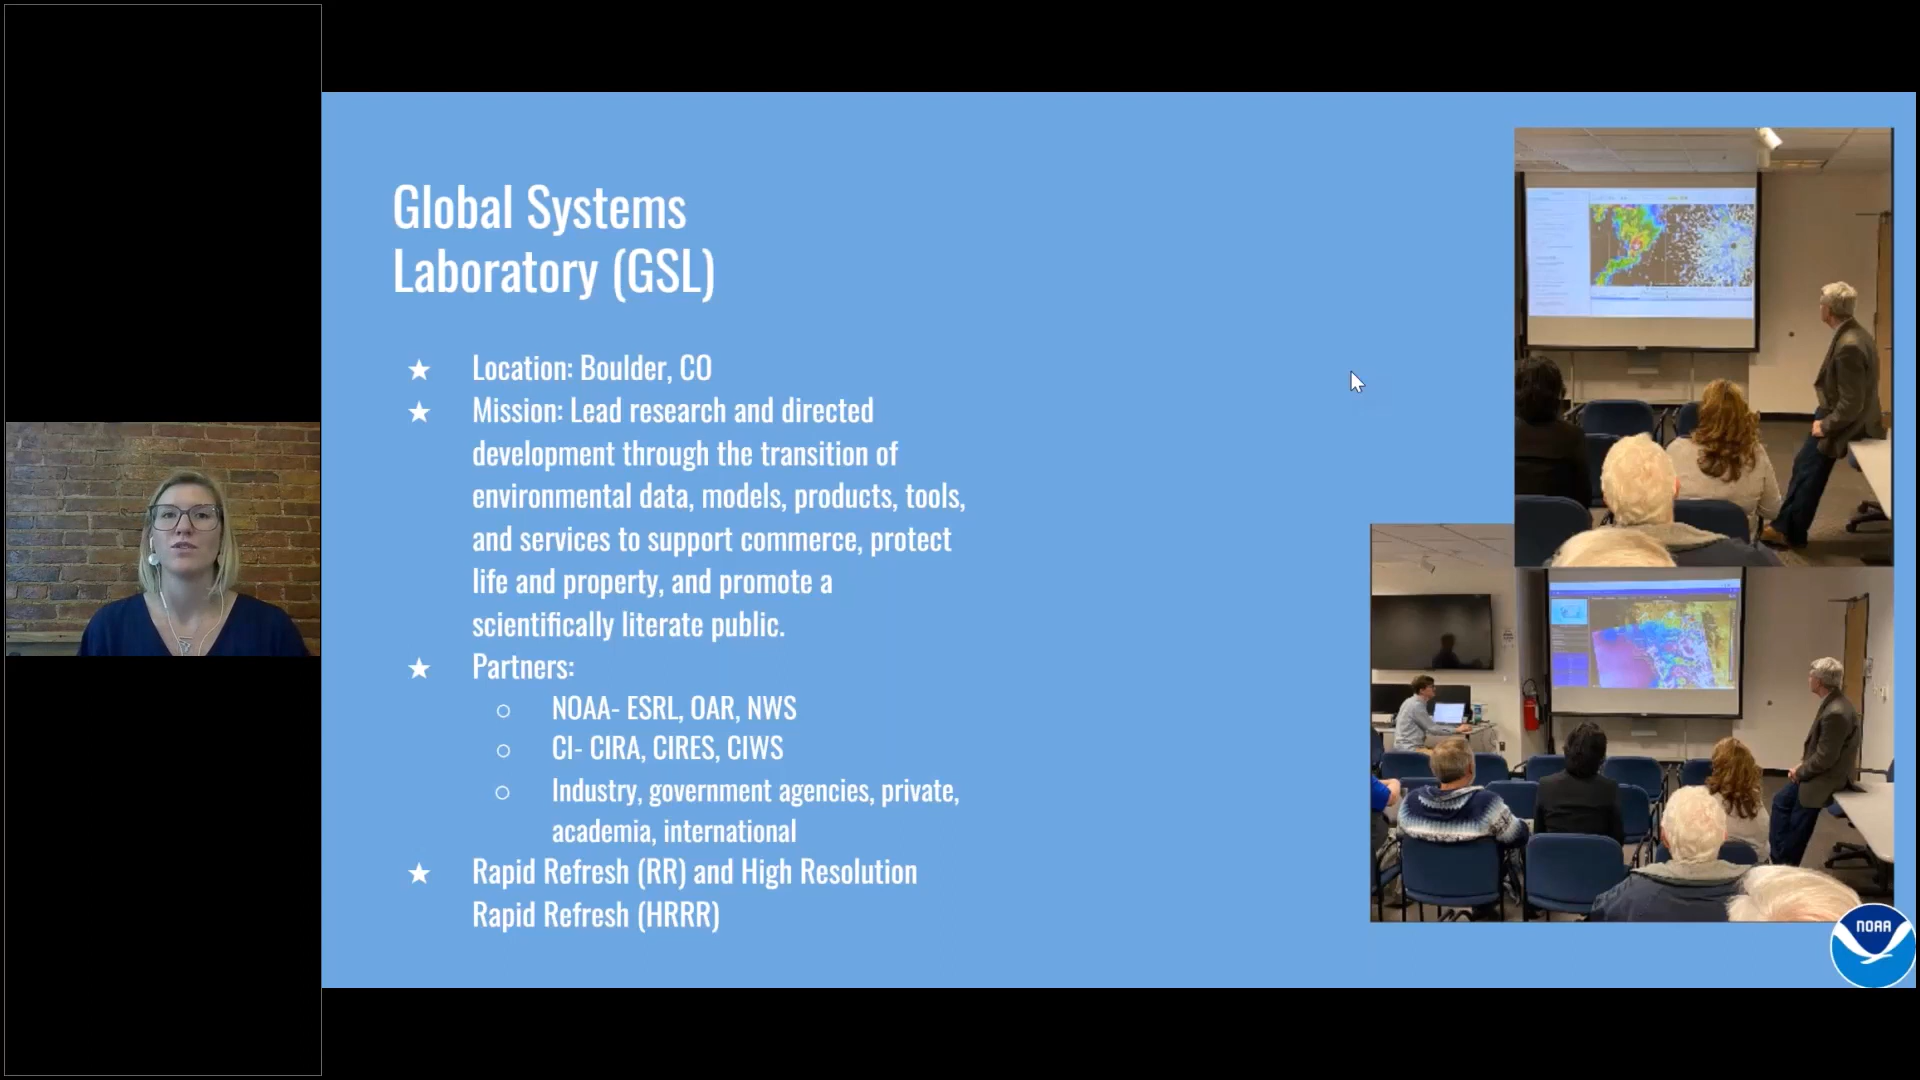 Global Systems
Laboratory (GSL)
★ Location: Boulder, CO
★ Mission: Lead research and directed
development through the transition of
environmental data, models, products, tools,
and services to support commerce, protect
life and property, and promote a
scientifically literate public.
★ Partners:
○ NOAA- ESRL, OAR, NWS
○ CI- CIRA, CIRES, CIWS
○ Industry, government agencies, private,
academia, international
★ Rapid Refresh (RR) and High Resolution
Rapid Refresh (HRRR)
NOAA